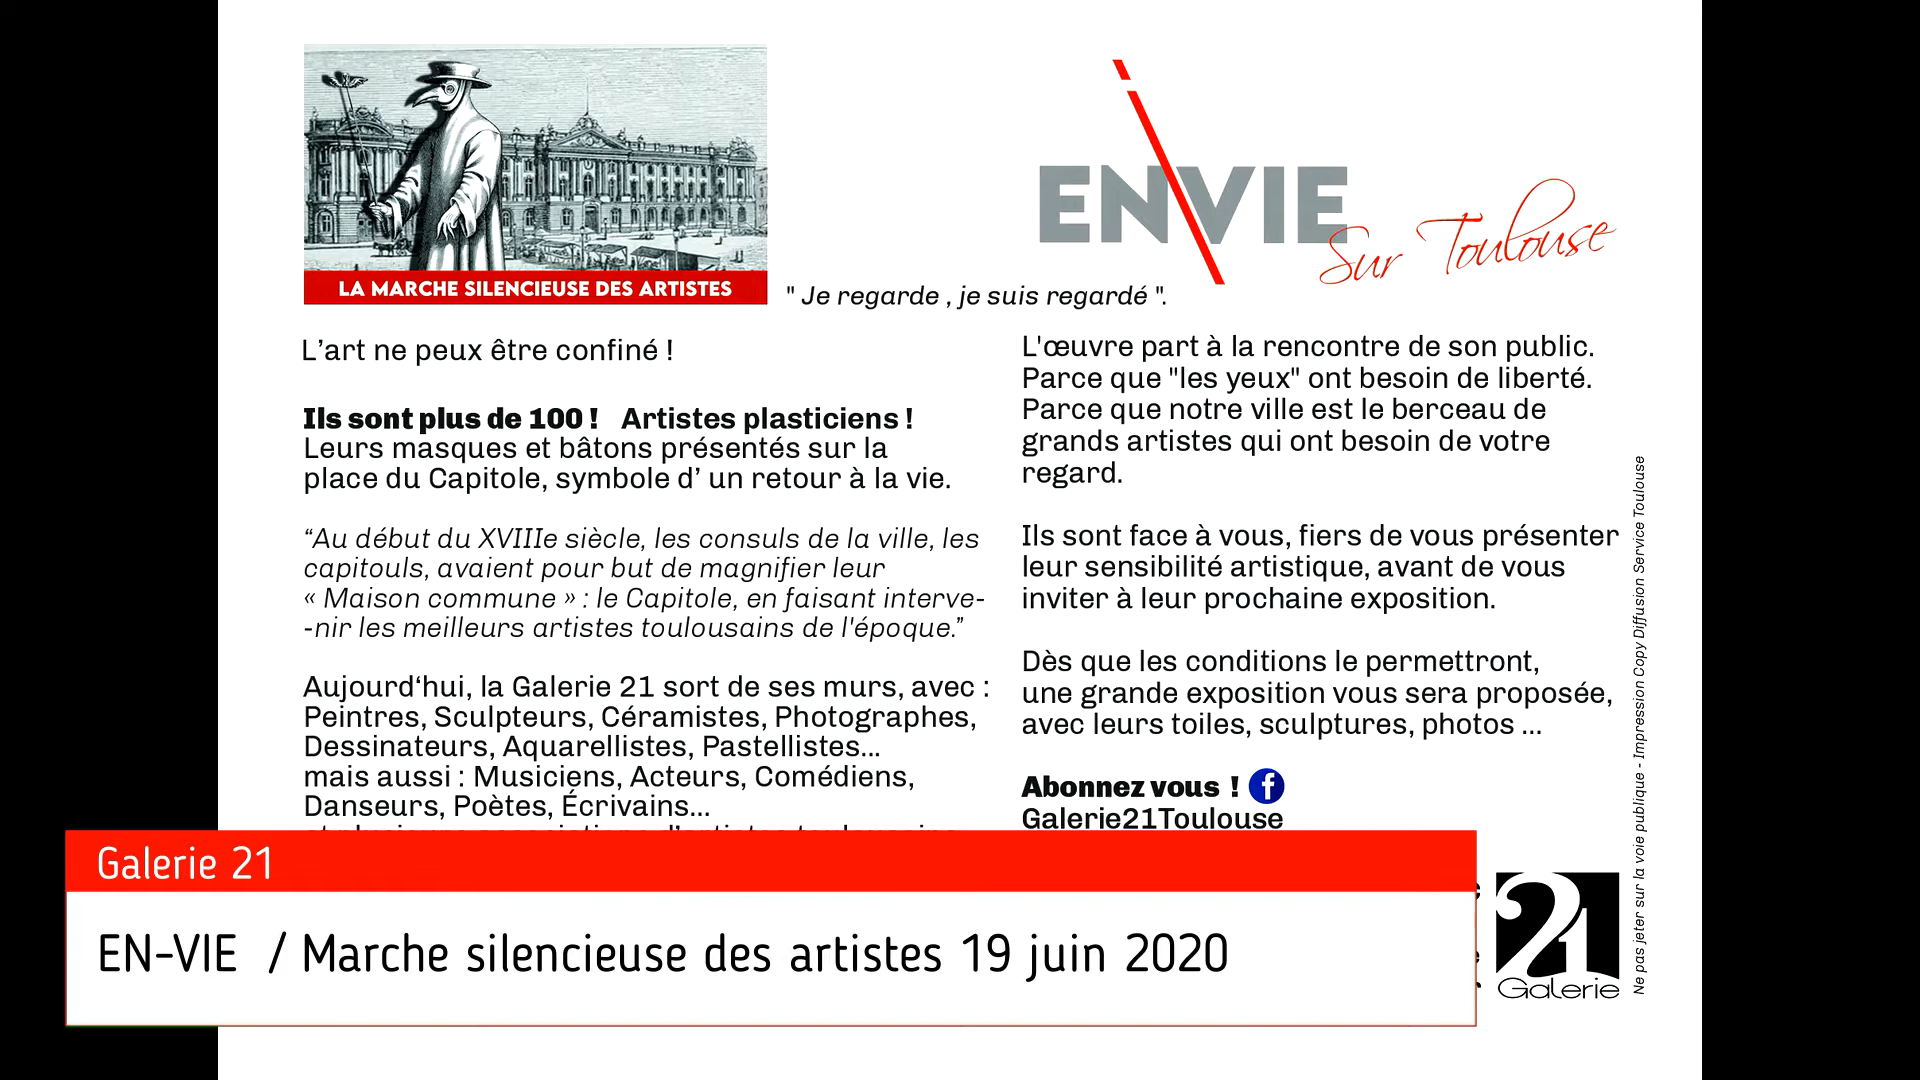 LA MARCHE SILENCIEUSE DES ARTISTES
EN VIE
Sur Toulouse
" Je regarde , je suis regardé ".
L’art ne peux être confiné !
Ils sont plus de 100 ! Artistes plasticiens !
Leurs masques et bâtons présentés sur la
place du Capitole, symbole d’ un retour à la vie.
“Au début du XVIIIe siècle, les consuls de la ville, les
capitouls, avaient pour but de magnifier leur
« Maison commune » : le Capitole, en faisant interve-
-nir les meilleurs artistes toulousains de l'époque.”
Aujourd‘hui, la Galerie 21 sort de ses murs, avec :
Peintres, Sculpteurs, Céramistes, Photographes,
Dessinateurs, Aquarellistes, Pastellistes...
mais aussi : Musiciens, Acteurs, Comédiens,
Danseurs, Poètes, Écrivains...
L'œuvre part à la rencontre de son public.
Parce que "les yeux" ont besoin de liberté.
Parce que notre ville est le berceau de
grands artistes qui ont besoin de votre
regard.
Ils sont face à vous, fiers de vous présenter
leur sensibilité artistique, avant de vous
inviter à leur prochaine exposition.
Dès que les conditions le permettront,
une grande exposition vous sera proposée,
avec leurs toiles, sculptures, photos ...
Abonnez vous ! f
Galerie21Toulouse
Ne pas jeter sur la voie publique - Impression Copy Diffusion Service Toulouse
21
Galerie
Galerie 21
EN-VIE / Marche silencieuse des artistes 19 juin 2020